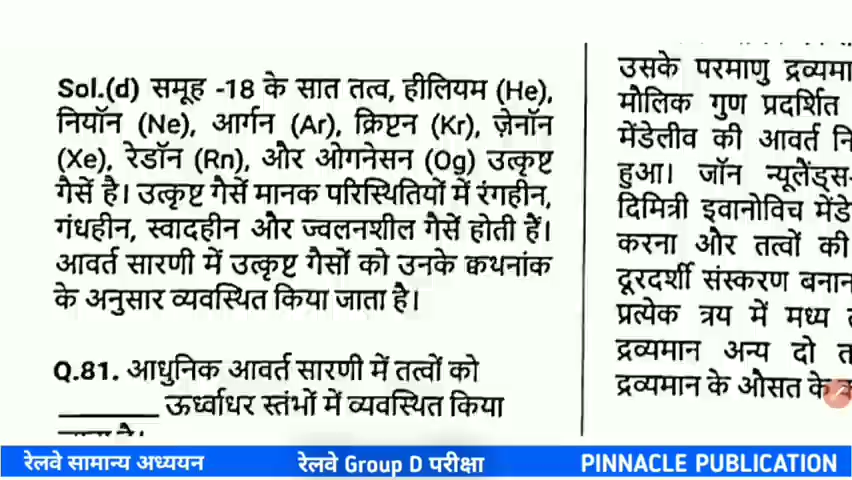 Sol.(d) समूह -18 के सात तत्व, हीलियम (He),
नियॉन (Ne), आर्गन (Ar), क्रिप्टन (Kr), ज़ेनॉन
(Xe), रेडॉन (Rn), और ओगनेसन (Og) उत्कृष्ट
गैसें है। उत्कृष्ट गैसें मानक परिस्थितियों में रंगहीन,
गंधहीन, स्वादहीन और ज्वलनशील गैसें होती हैं।
आवर्त सारणी में उत्कृष्ट गैसों को उनके क्वथनांक
के अनुसार व्यवस्थित किया जाता है।
Q.81. आधुनिक आवर्त सारणी में तत्वों को
_________ ऊर्ध्वाधर स्तंभों में व्यवस्थित किया
उसके परमाणु द्रव्यमा
मौलिक गुण प्रदर्शित
मेंडेलीव की आवर्त नि
हुआ। जॉन न्यूलैंड्स
दिमित्री इवानोविच मेंडे
करना और तत्वों की
दूरदर्शी संस्करण बनान
प्रत्येक त्रय में मध्य
द्रव्यमान अन्य दो त
द्रव्यमान के औसत के
रेलवे सामान्य अध्ययन
रेलवे Group D परीक्षा
PINNACLE PUBLICATION